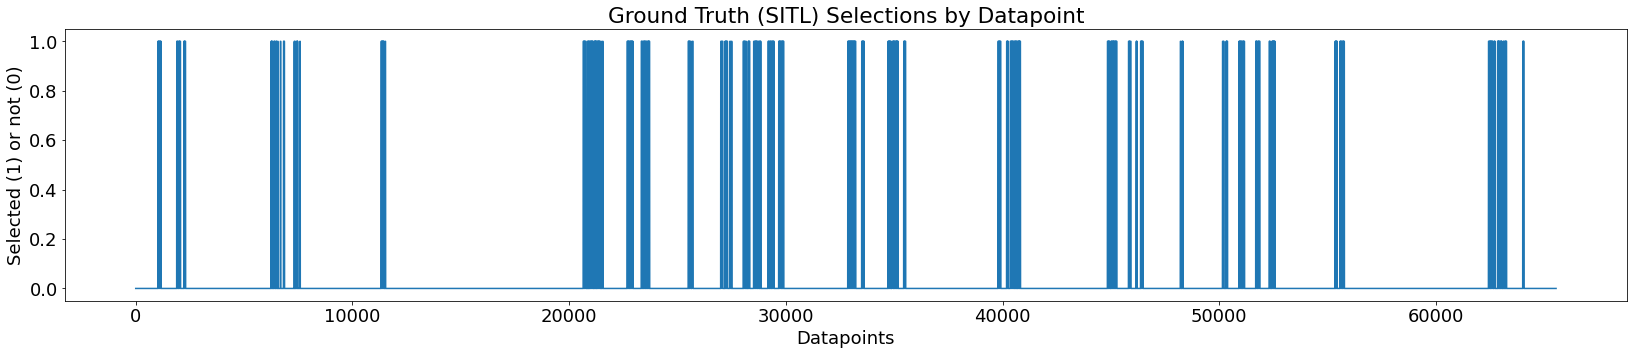 Ground Truth (SITL) Selections by Datapoint
Selected (1) or not (0)
1.0
0.8
0.6
0.4
0.2
0.0
0 10000 20000 30000 40000 50000 60000
Datapoints